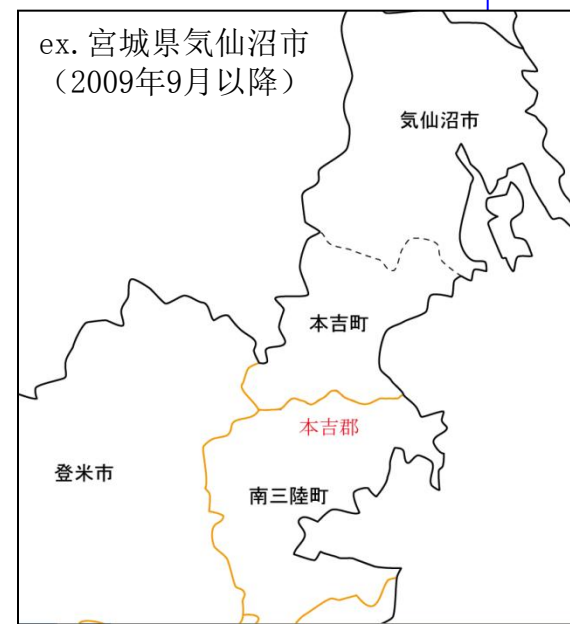 ex.宮城県気仙沼市
（2009年9月以降）
気仙沼市
本吉町
本吉郡
登米市
南三陸町